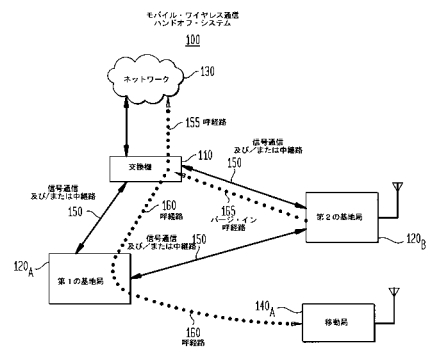 モバイル・ワイヤレス通信
ハンドオフ・システム
100
ネットワーク
130
155 呼経路
交換機
110
信号通信
及び/または中継路
150
信号通信
及び/または中継路
150
160
呼経路
165
バージ・イン
呼経路
第2の基地局
120B
信号通信
及び/または中継路
150
120A
第1の基地局
140A
移動局
160
呼経路